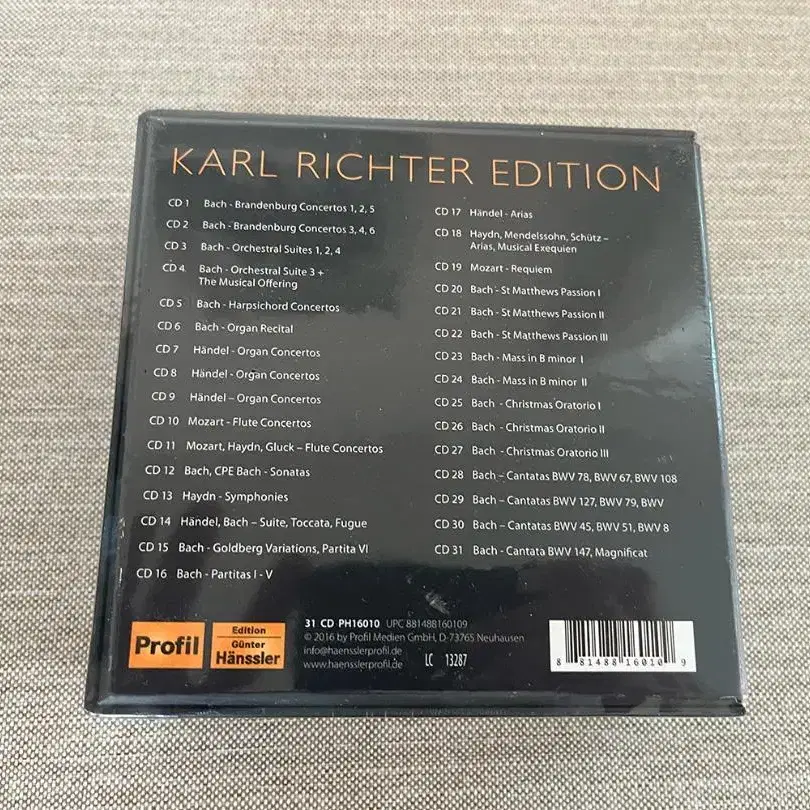 KARL RICHTER EDITION
CD 1 Bach - Brandenburg Concertos 1, 2, 5
CD 2 Bach - Brandenburg Concertos 3, 4, 6
CD 3 Bach - Orchestral Suites 1, 2, 4
CD 4 Bach - Orchestral Suite 3 +
The Musical Offering
CD 5 Bach - Harpsichord Concertos
CD 6 Bach - Organ Recital
CD 7 Händel - Organ Concertos
CD 8 Händel - Organ Concertos
CD 9 Händel – Organ Concertos
CD 10 Mozart - Flute Concertos
CD 11 Mozart, Haydn, Gluck – Flute Concertos
CD 12 Bach, CPE Bach - Sonatas
CD 13 Haydn - Symphonies
CD 14 Händel, Bach – Suite, Toccata, Fugue
CD 15 Bach - Goldberg Variations, Partita VI
CD 16 Bach - Partitas I - V
CD 17 Händel - Arias
CD 18 Haydn, Mendelssohn, Schütz –
Arias, Musical Exequien
CD 19 Mozart - Requiem
CD 20 Bach - St Matthews Passion I
CD 21 Bach - St Matthews Passion II
CD 22 Bach - St Matthews Passion III
CD 23 Bach - Mass in B minor I
CD 24 Bach - Mass in B minor II
CD 25 Bach - Christmas Oratorio I
CD 26 Bach - Christmas Oratorio II
CD 27 Bach - Christmas Oratorio III
CD 28 Bach – Cantatas BWV 78, BWV 67, BWV 108
CD 29 Bach – Cantatas BWV 127, BWV 79, BWV
CD 30 Bach – Cantatas BWV 45, BWV 51, BWV 8
CD 31 Bach - Cantata BWV 147, Magnificat
Profil
Edition
Günter
Hänssler
31 CD PH16010 UPC 881488160109
© 2016 by Profil Medien GmbH, D-73765 Neuhausen
info@haensslerprofil.de
www.haensslerprofil.de LC 13287
8 81488 16010 9